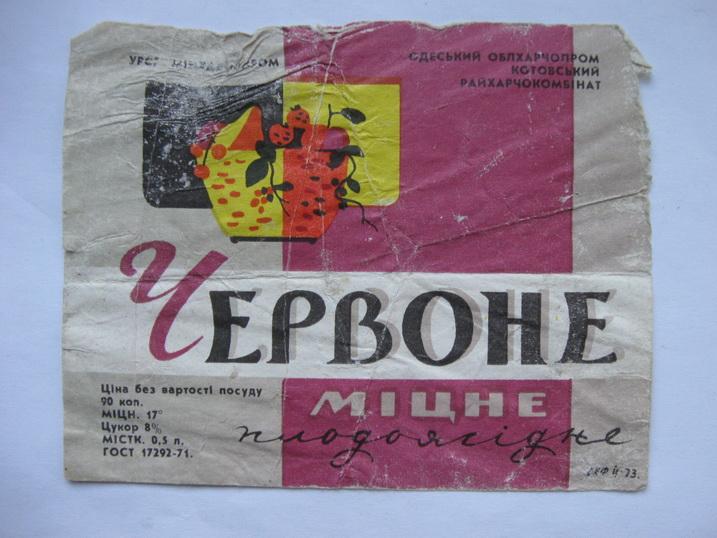 УРСР
ОДЕСЬКИЙ ОБЛХАРЧОПРОМ
КОТОВСЬКИЙ
РАЙХАРЧОКОМБІНАТ
ЧЕРВОНЕ
МІЦНЕ
плодоягідне
Ціна без вартості посуду
90 коп.
МІЦН. 17°
Цукор 8%
МІСТК. 0,5 л.
ГОСТ 17292-71.